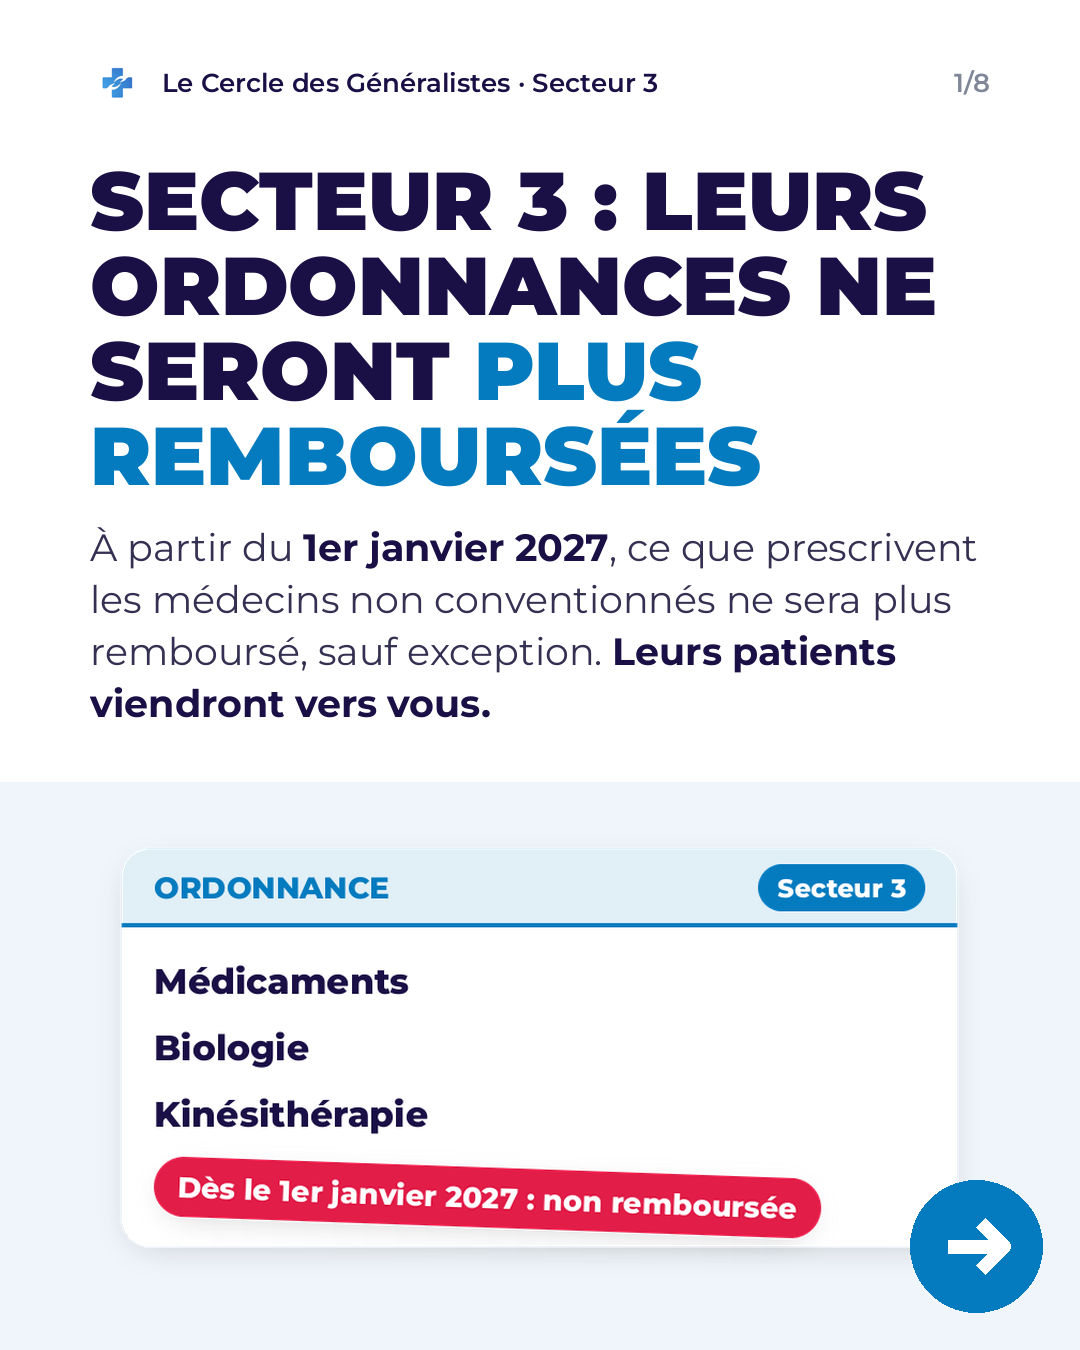 Le Cercle des Généralistes · Secteur 3
1/8
SECTEUR 3 : LEURS
ORDONNANCES NE
SERONT PLUS
REMBOURSÉES
À partir du 1er janvier 2027, ce que prescrivent
les médecins non conventionnés ne sera plus
remboursé, sauf exception. Leurs patients
viendront vers vous.
ORDONNANCE
Secteur 3
Médicaments
Biologie
Kinésithérapie
Dès le 1er janvier 2027 : non remboursée